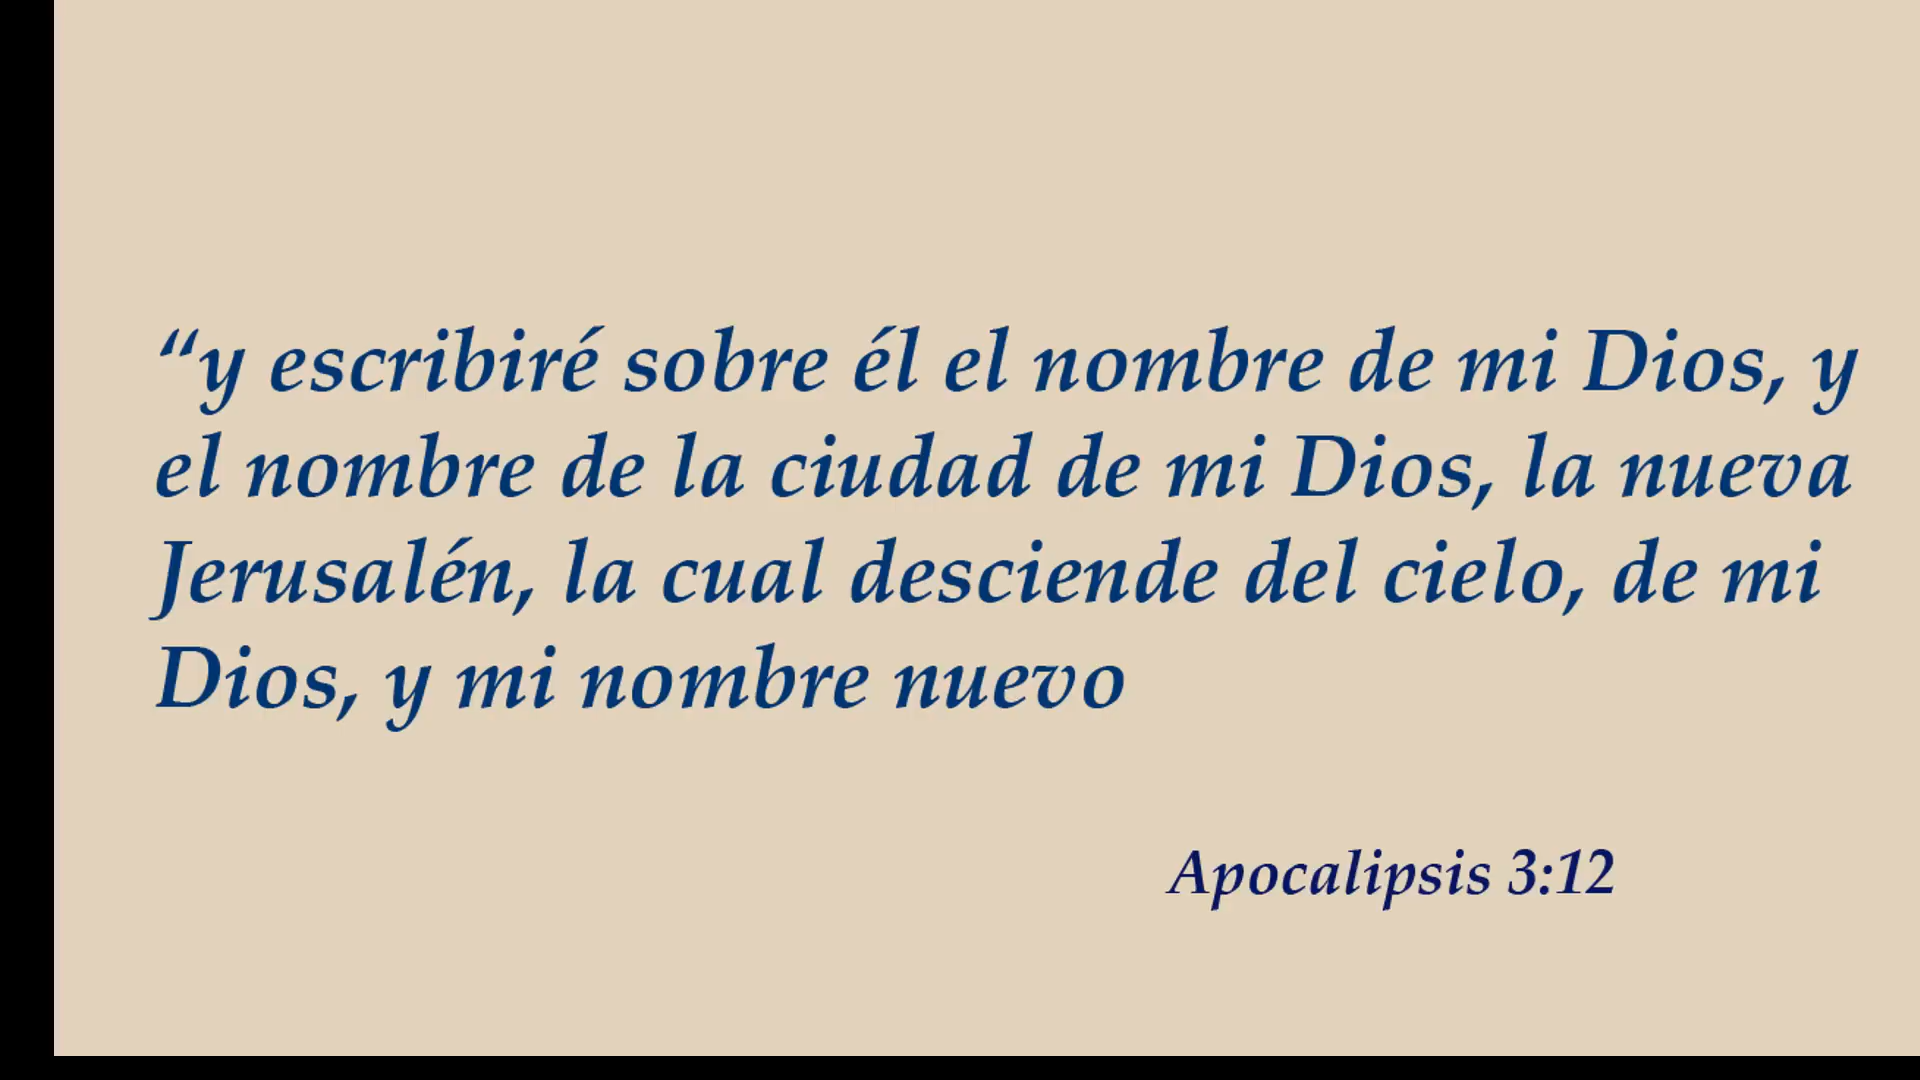 “y escribiré sobre él el nombre de mi Dios, y
el nombre de la ciudad de mi Dios, la nueva
Jerusalén, la cual desciende del cielo, de mi
Dios, y mi nombre nuevo
Apocalipsis 3:12